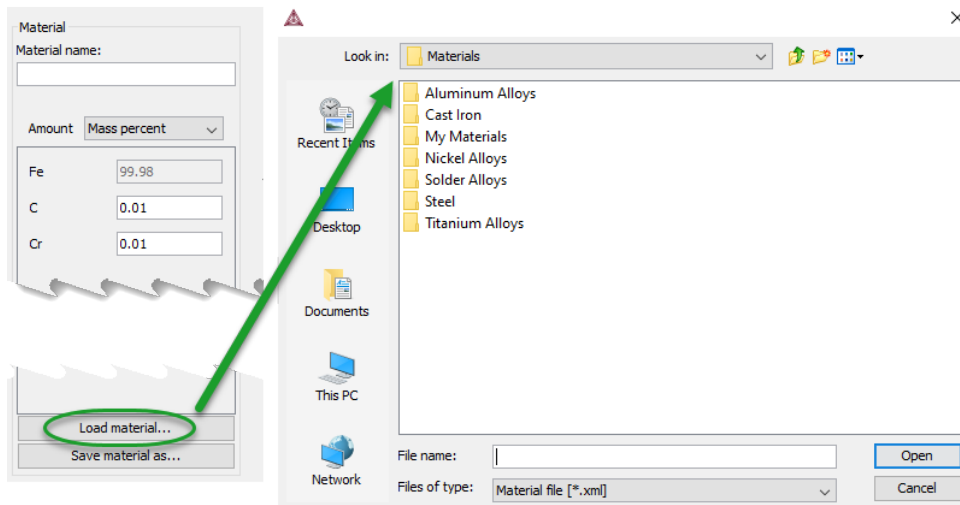 Material
Material name:
Amount Mass percent
Fe 99.98
C 0.01
Cr 0.01
Load material...
Save material as...
Look in: Materials
Recent Items
Desktop
Documents
This PC
Network
Aluminum Alloys
Cast Iron
My Materials
Nickel Alloys
Solder Alloys
Steel
Titanium Alloys
File name:
Open
Files of type: Material file [*.xml]
Cancel